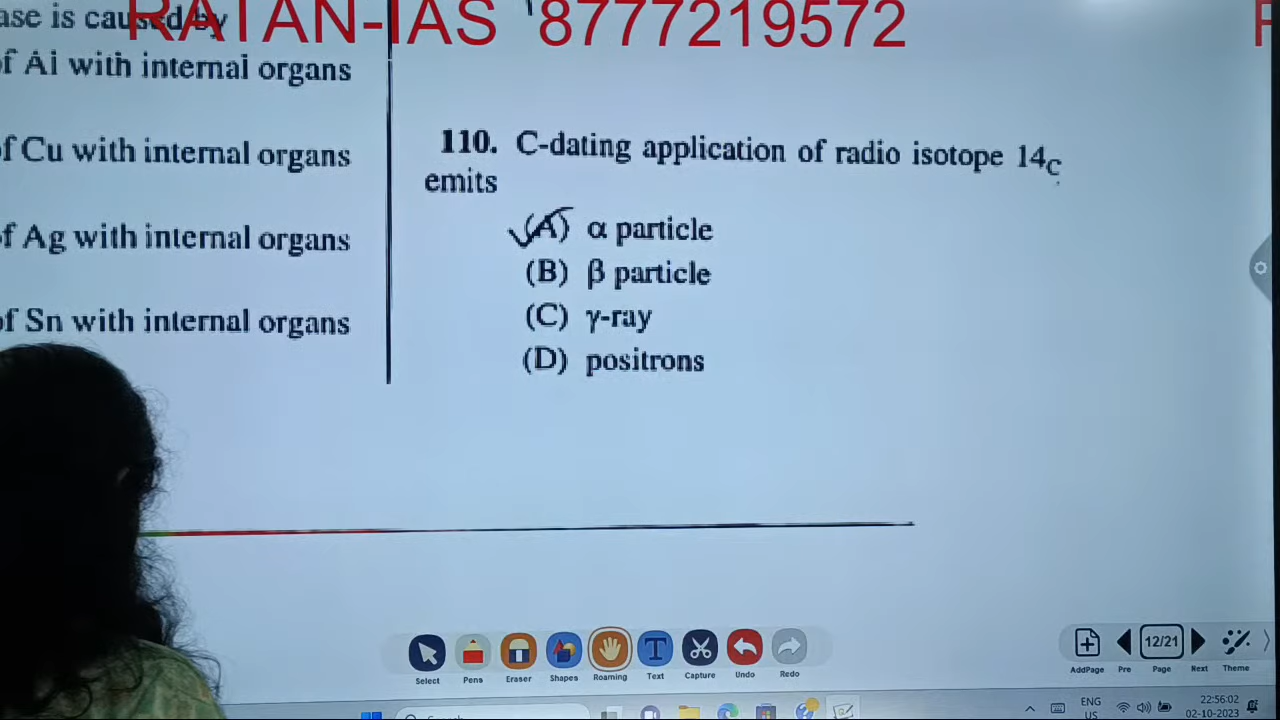 ase is caused by
RATAN-IAS 8777219572
f Al with internal organs
f Cu with internal organs
f Ag with internal organs
f Sn with internal organs
110. C-dating application of radio isotope 14C
emits
(A) α particle
(B) β particle
(C) γ-ray
(D) positrons
Select Pens Eraser Shapes Roaming Text Capture Undo Redo
AddPage Pre 12/21 Page Next Theme
ENG
US
22:56:02
02-10-2023